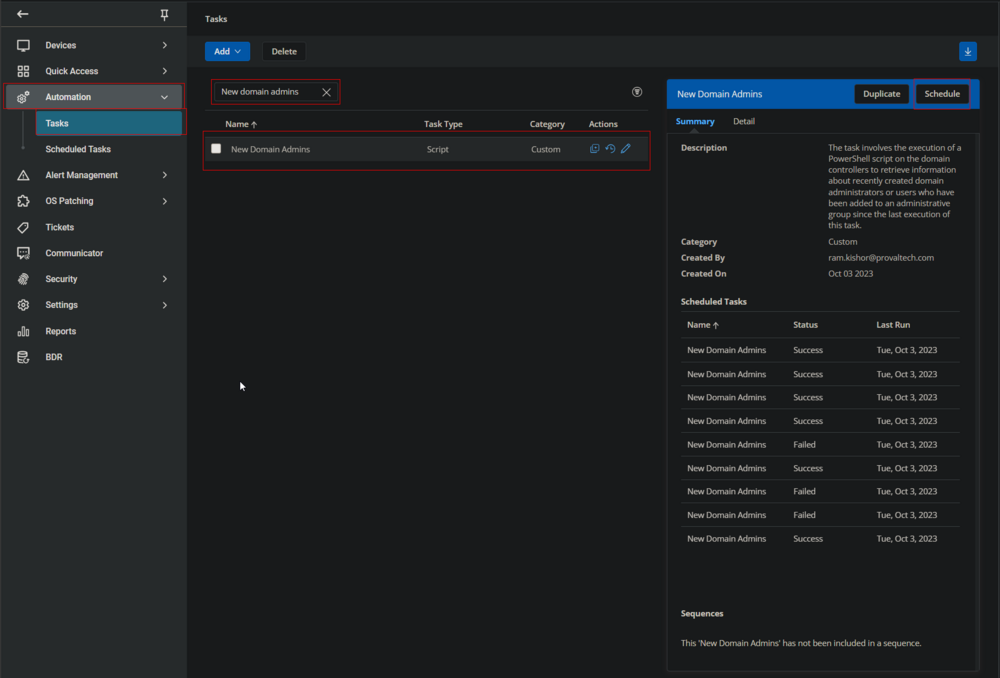 Devices
Quick Access
Automation
Tasks
Scheduled Tasks
Alert Management
OS Patching
Tickets
Communicator
Security
Settings
Reports
BDR
Tasks
Add
Delete
New domain admins
Name Task Type Category Actions
New Domain Admins Script Custom
New Domain Admins Duplicate Schedule
Summary Detail
Description The task involves the execution of a
PowerShell script on the domain
controllers to retrieve information
about recently created domain
administrators or users who have
been added to an administrative
group since the last execution of
this task.
Category Custom
Created By ram.kishor@provaltech.com
Created On Oct 03 2023
Scheduled Tasks
Name Status Last Run
New Domain Admins Success Tue, Oct 3, 2023
New Domain Admins Success Tue, Oct 3, 2023
New Domain Admins Success Tue, Oct 3, 2023
New Domain Admins Success Tue, Oct 3, 2023
New Domain Admins Failed Tue, Oct 3, 2023
New Domain Admins Success Tue, Oct 3, 2023
New Domain Admins Failed Tue, Oct 3, 2023
New Domain Admins Failed Tue, Oct 3, 2023
New Domain Admins Success Tue, Oct 3, 2023
Sequences
This 'New Domain Admins' has not been included in a sequence.